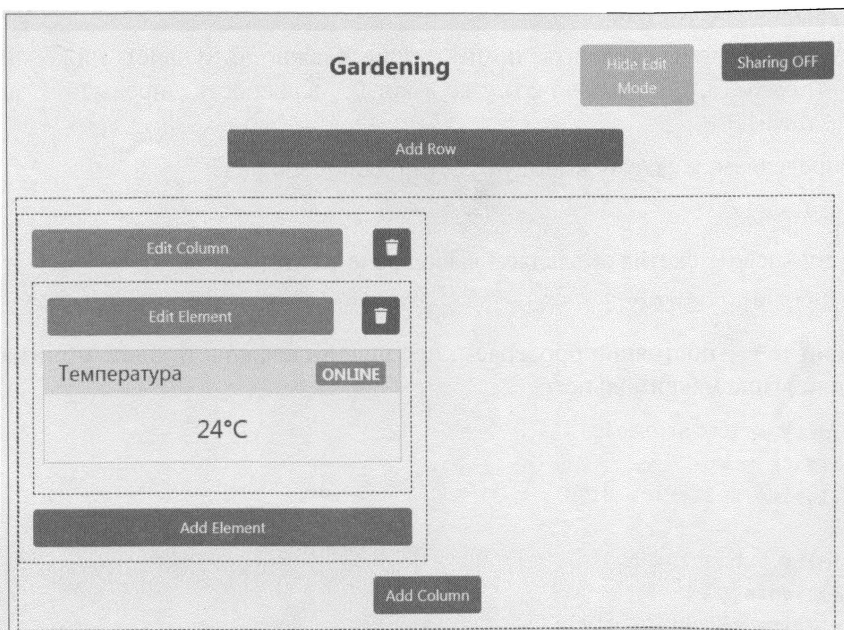 Gardening
Hide Edit
Mode
Sharing OFF
Add Row
Edit Column
Edit Element
Температура
ONLINE
24°C
Add Element
Add Column